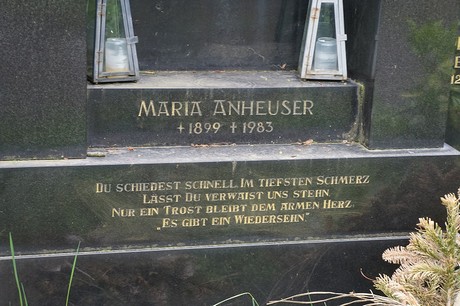 MARIA ANHEUSER
+1899 +1983
DU SCHIEDEST SCHNELL IM TIEFSTEN SCHMERZ
LÄSST DU VERWAIST UNS STEHN
NUR EIN TROST BLEIBT DEM ARMEN HERZ.
„ES GIBT EIN WIEDERSEHN"